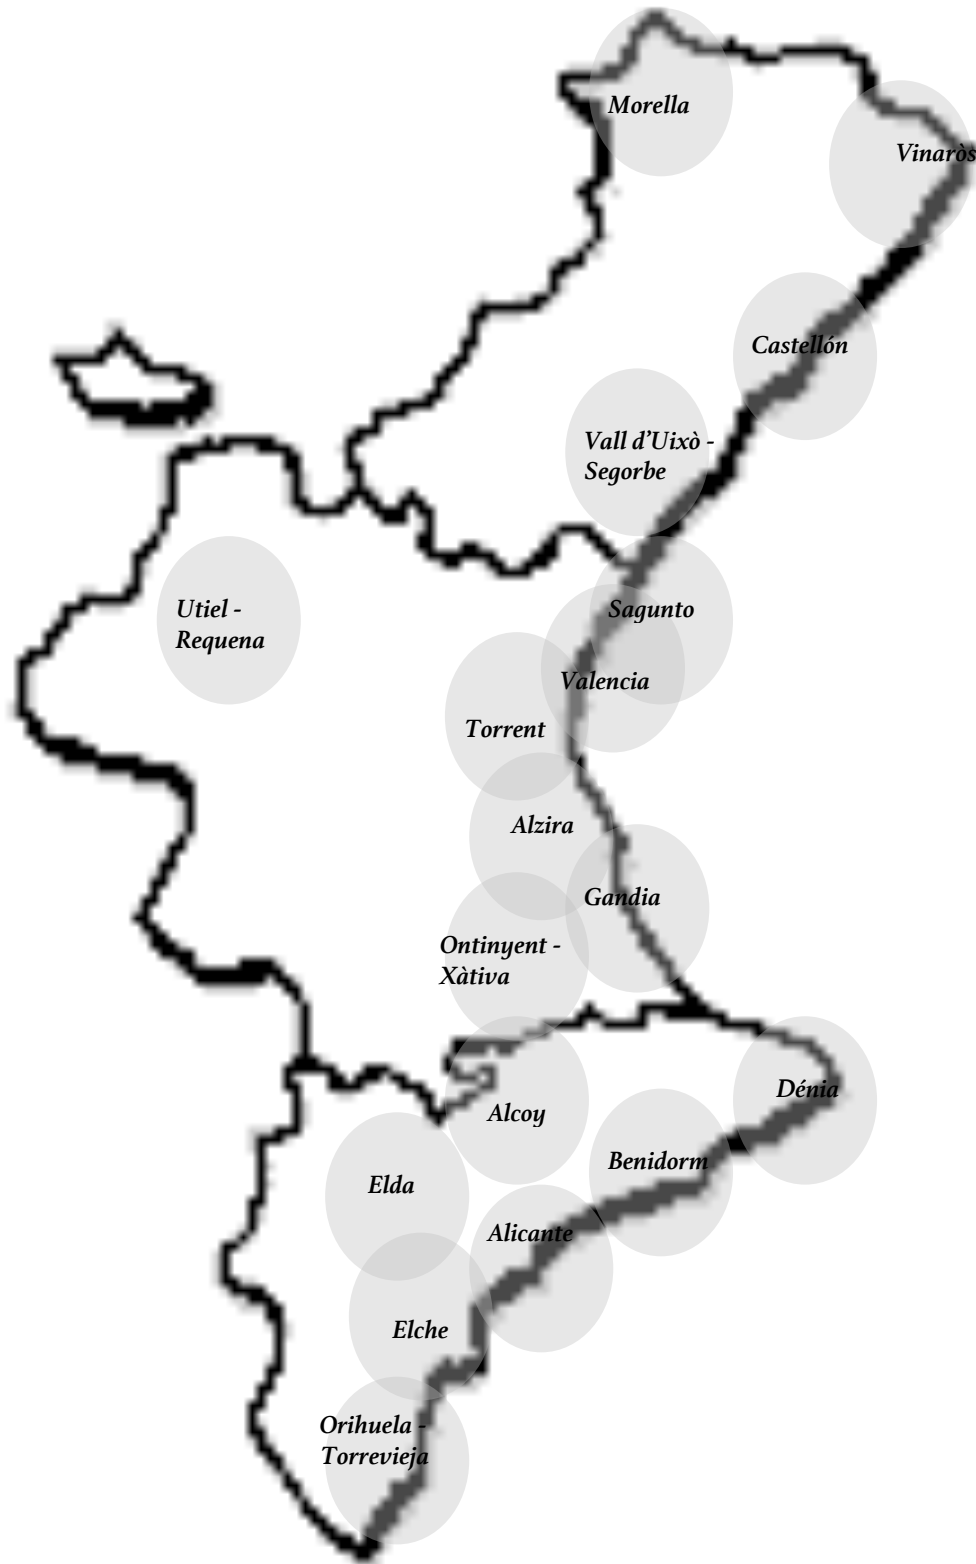 Morella
Vinaròs
Castellón
Vall d'Uixò -
Segorbe
Utiel -
Requena
Sagunto
Valencia
Torrent
Alzira
Gandia
Ontinyent -
Xàtiva
Dénia
Alcoy
Benidorm
Elda
Alicante
Elche
Orihuela -
Torrevieja